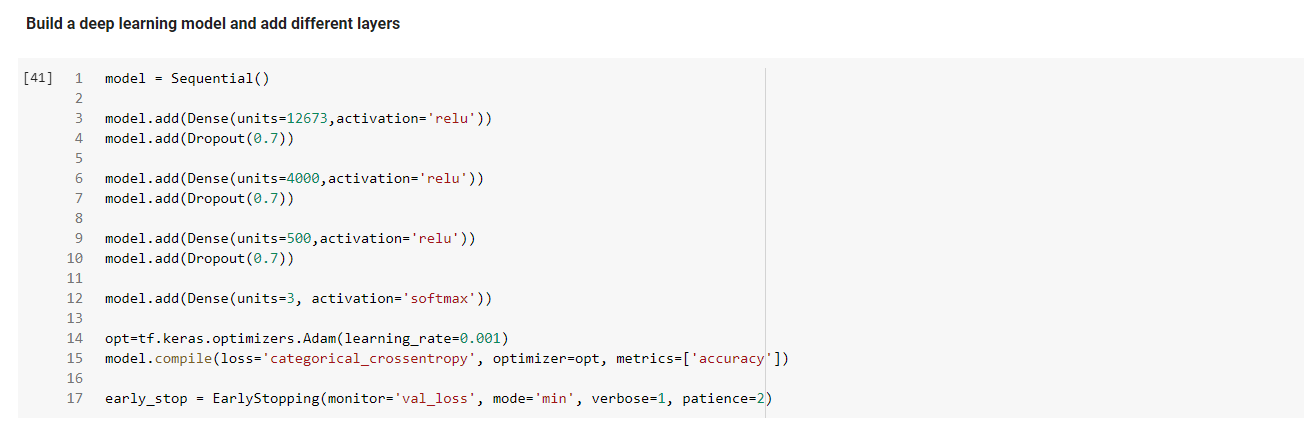 Build a deep learning model and add different layers
[41] 1 model = Sequential()
2
3 model.add(Dense(units=12673,activation='relu'))
4 model.add(Dropout(0.7))
5
6 model.add(Dense(units=4000,activation='relu'))
7 model.add(Dropout(0.7))
8
9 model.add(Dense(units=500,activation='relu'))
10 model.add(Dropout(0.7))
11
12 model.add(Dense(units=3, activation='softmax'))
13
14 opt=tf.keras.optimizers.Adam(learning_rate=0.001)
15 model.compile(loss='categorical_crossentropy', optimizer=opt, metrics=['accuracy'])
16
17 early_stop = EarlyStopping(monitor='val_loss', mode='min', verbose=1, patience=2)